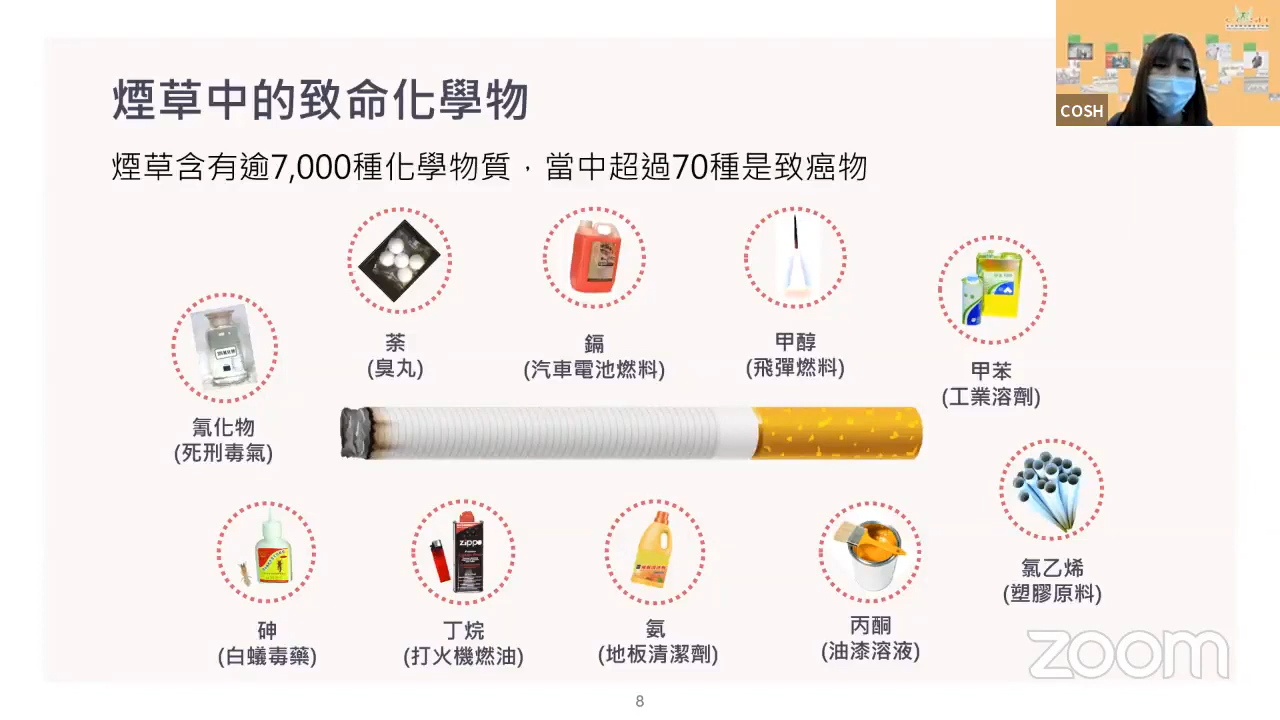 煙草中的致命化學物
煙草含有逾7,000種化學物質，當中超過70種是致癌物
COSH
萘
(臭丸)
鎘
(汽車電池燃料)
甲醇
(飛彈燃料)
甲苯
(工業溶劑)
氰化物
(死刑毒氣)
氯乙烯
(塑膠原料)
砷
(白蟻毒藥)
zippo
丁烷
(打火機燃油)
氨
(地板清潔劑)
丙酮
(油漆溶液)
zoom
8